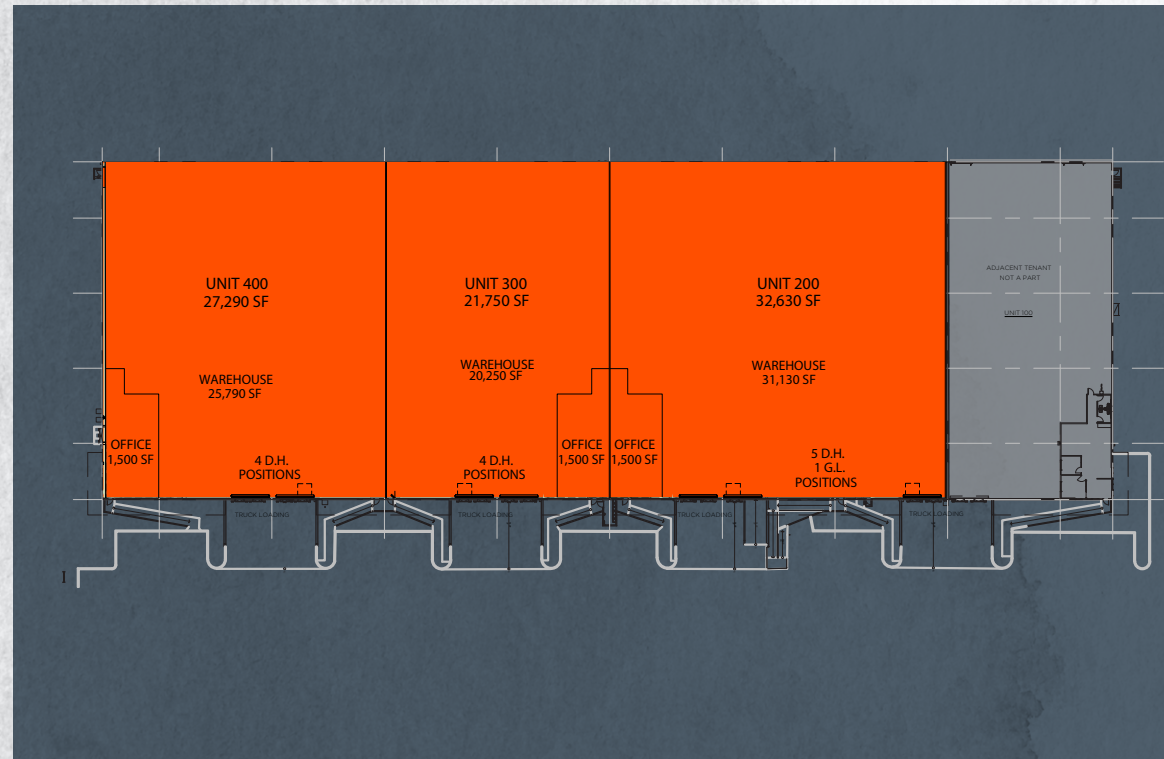 UNIT 400
27,290 SF
UNIT 300
21,750 SF
UNIT 200
32,630 SF
ADJACENT TENANT
NOT A PART
UNIT 100
WAREHOUSE
25,790 SF
WAREHOUSE
20,250 SF
WAREHOUSE
31,130 SF
OFFICE
1,500 SF
4 D.H.
POSITIONS
4 D.H.
POSITIONS
OFFICE
1,500 SF
OFFICE
1,500 SF
5 D.H.
1 G.L.
POSITIONS
TRUCK LOADING
TRUCK LOADING
TRUCK LOADING
TRUCK LOADING